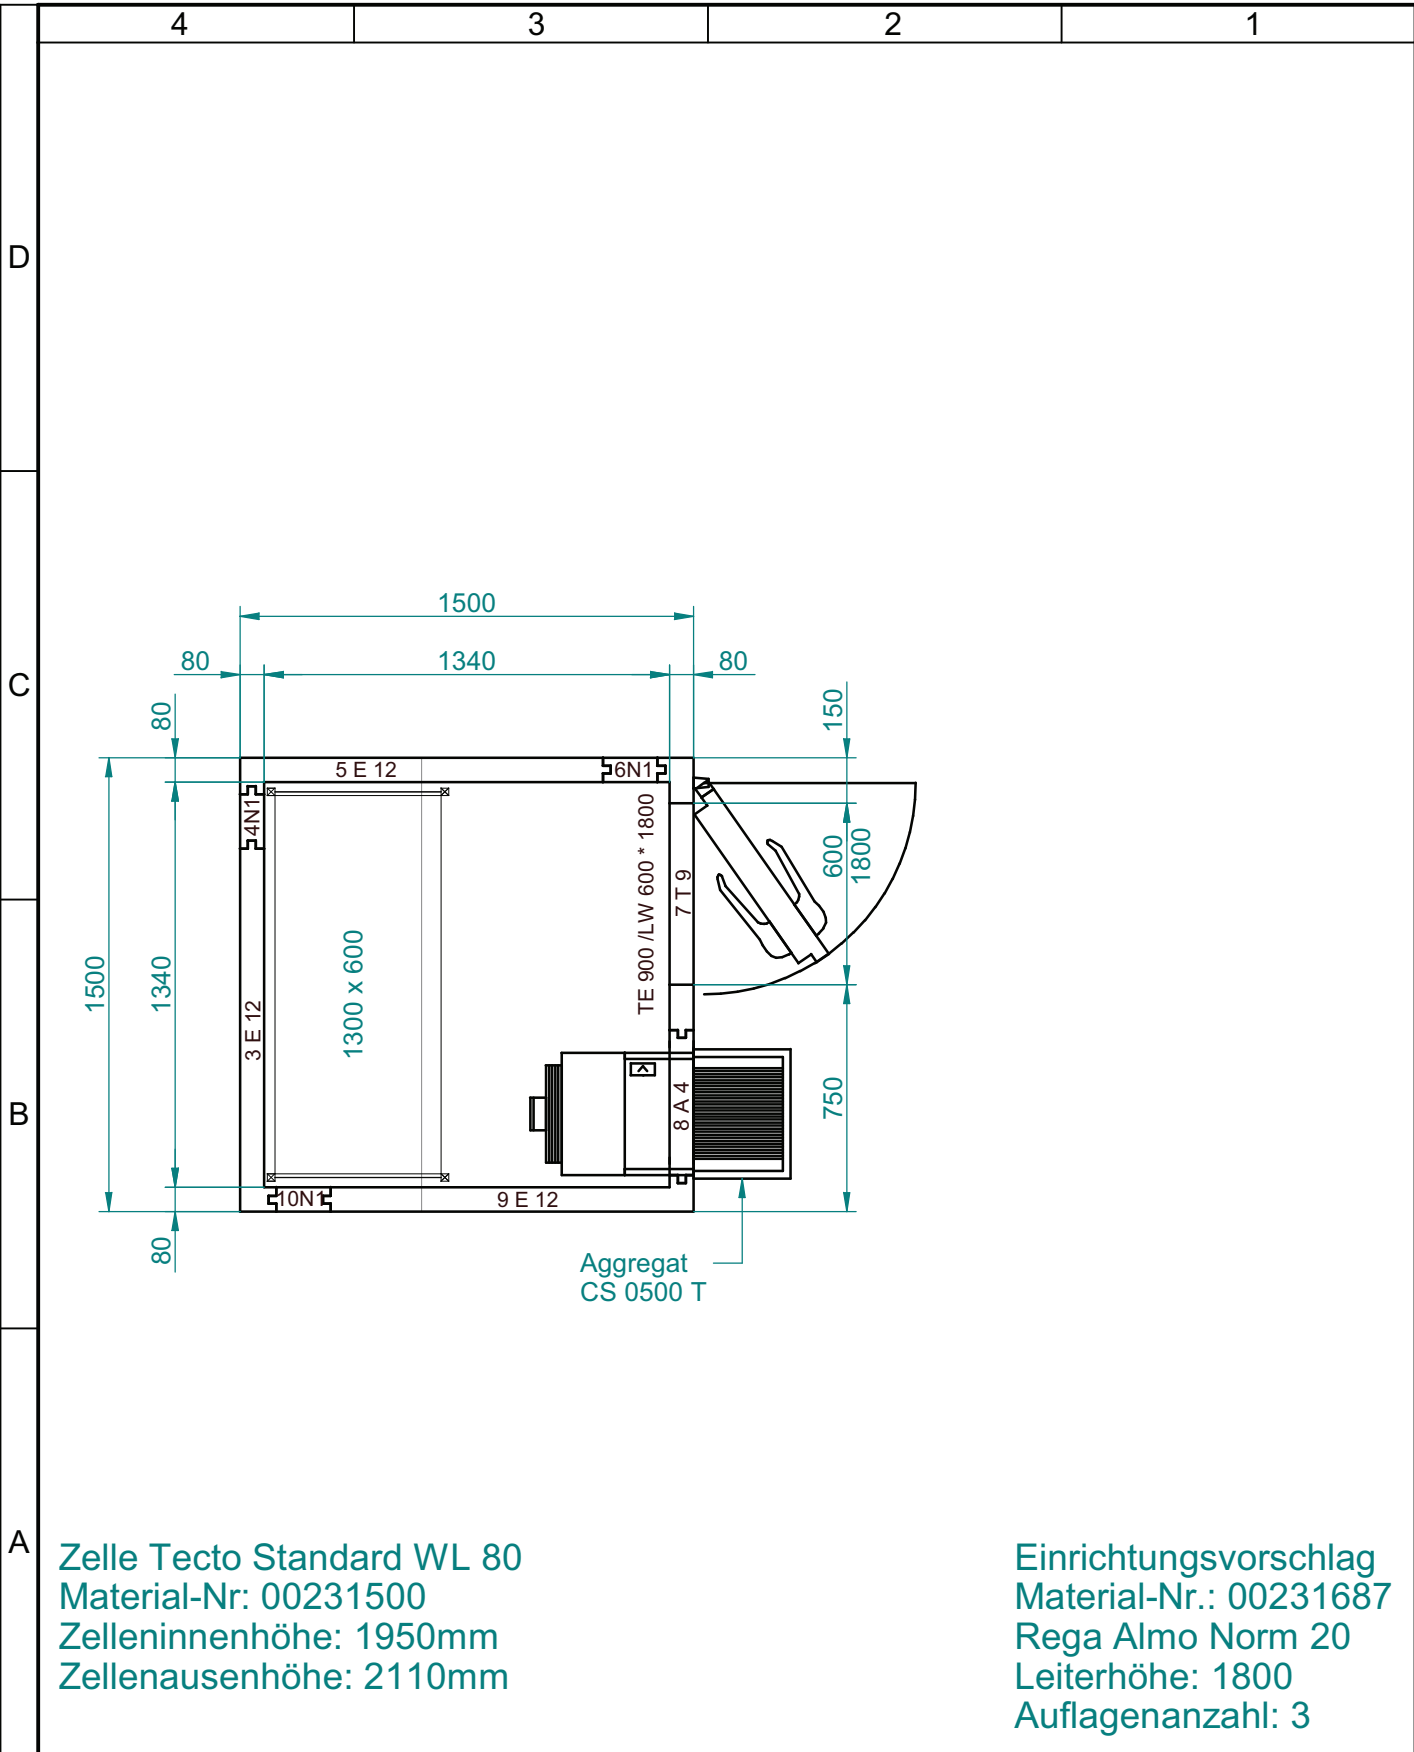 4
3
2
1
D
C
B
A
1500
80
1340
80
80
150
5 E 12
6N1
4N1
TE 900 /LW 600 * 1800
7 T 9
600
1800
1500
1340
3 E 12
1300 x 600
8 A 4
750
10N1
9 E 12
80
Aggregat
CS 0500 T
Zelle Tecto Standard WL 80
Material-Nr: 00231500
Zelleninnenhöhe: 1950mm
Zellenausenhöhe: 2110mm
Einrichtungsvorschlag
Material-Nr.: 00231687
Rega Almo Norm 20
Leiterhöhe: 1800
Auflagenanzahl: 3